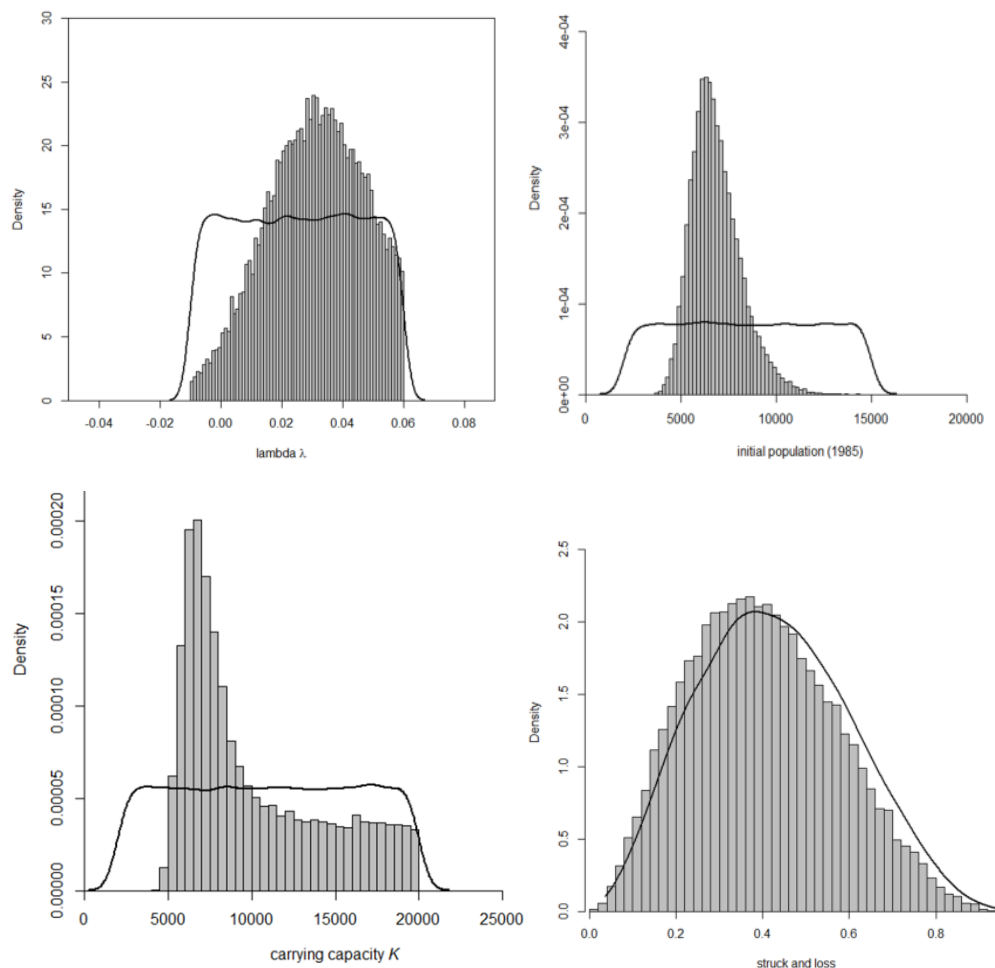 30
25
20
15
10
5
0
Density
-0.04 -0.02 0.00 0.02 0.04 0.06 0.08
lambda λ
4e-04
3e-04
2e-04
1e-04
0e+00
Density
0 5000 10000 15000 20000
initial population (1985)
0.00020
0.00015
0.00010
0.00005
0.00000
Density
0 5000 10000 15000 20000 25000
carrying capacity K
2.5
2.0
1.5
1.0
0.5
0.0
Density
0.0 0.2 0.4 0.6 0.8
struck and loss